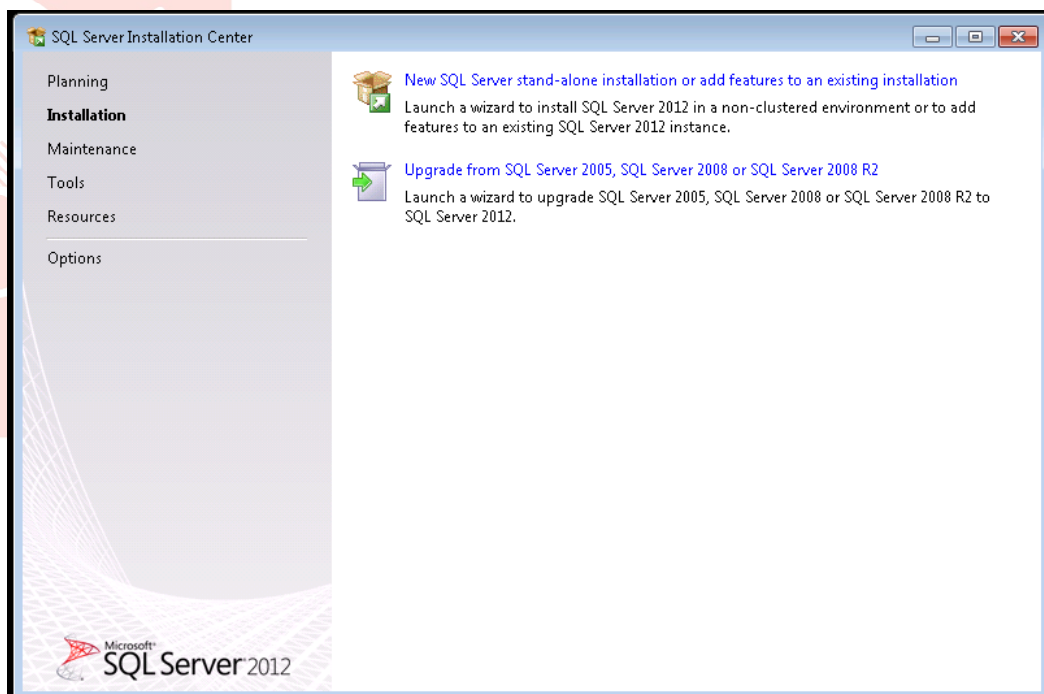 SQL Server Installation Center
Planning
Installation
Maintenance
Tools
Resources
Options
New SQL Server stand-alone installation or add features to an existing installation
Launch a wizard to install SQL Server 2012 in a non-clustered environment or to add
features to an existing SQL Server 2012 instance.
Upgrade from SQL Server 2005, SQL Server 2008 or SQL Server 2008 R2
Launch a wizard to upgrade SQL Server 2005, SQL Server 2008 or SQL Server 2008 R2 to
SQL Server 2012.
Microsoft
SQL Server 2012